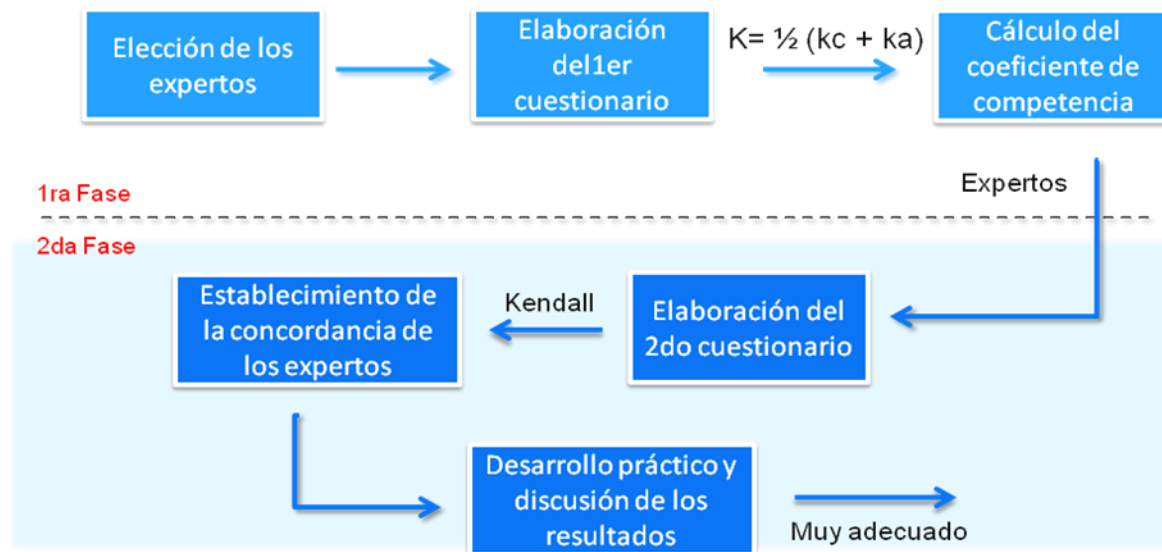 Elección de los
expertos
Elaboración
del1er
cuestionario
K= ½ (kc + ka)
Cálculo del
coeficiente de
competencia
Expertos
1ra Fase
2da Fase
Establecimiento de
la concordancia de
los expertos
Kendall
Elaboración del
2do cuestionario
Desarrollo práctico y
discusión de los
resultados
Muy adecuado